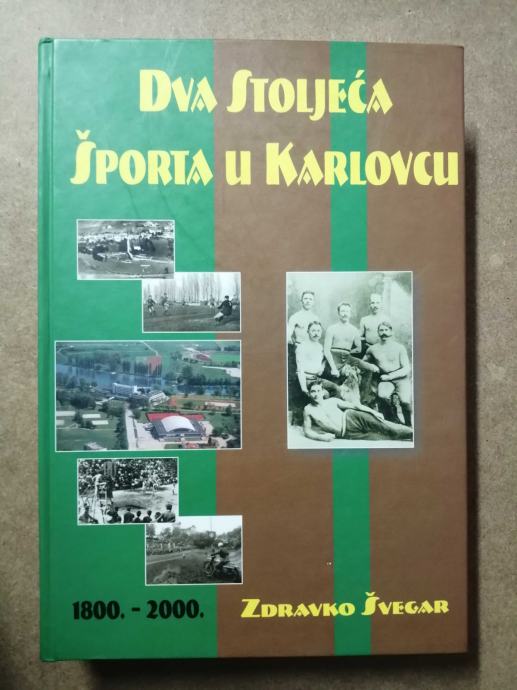 DVA STOLJEĆA
ŠPORTA U KARLOVCU
1800. - 2000.
ZDRAVKO ŠVEGAR